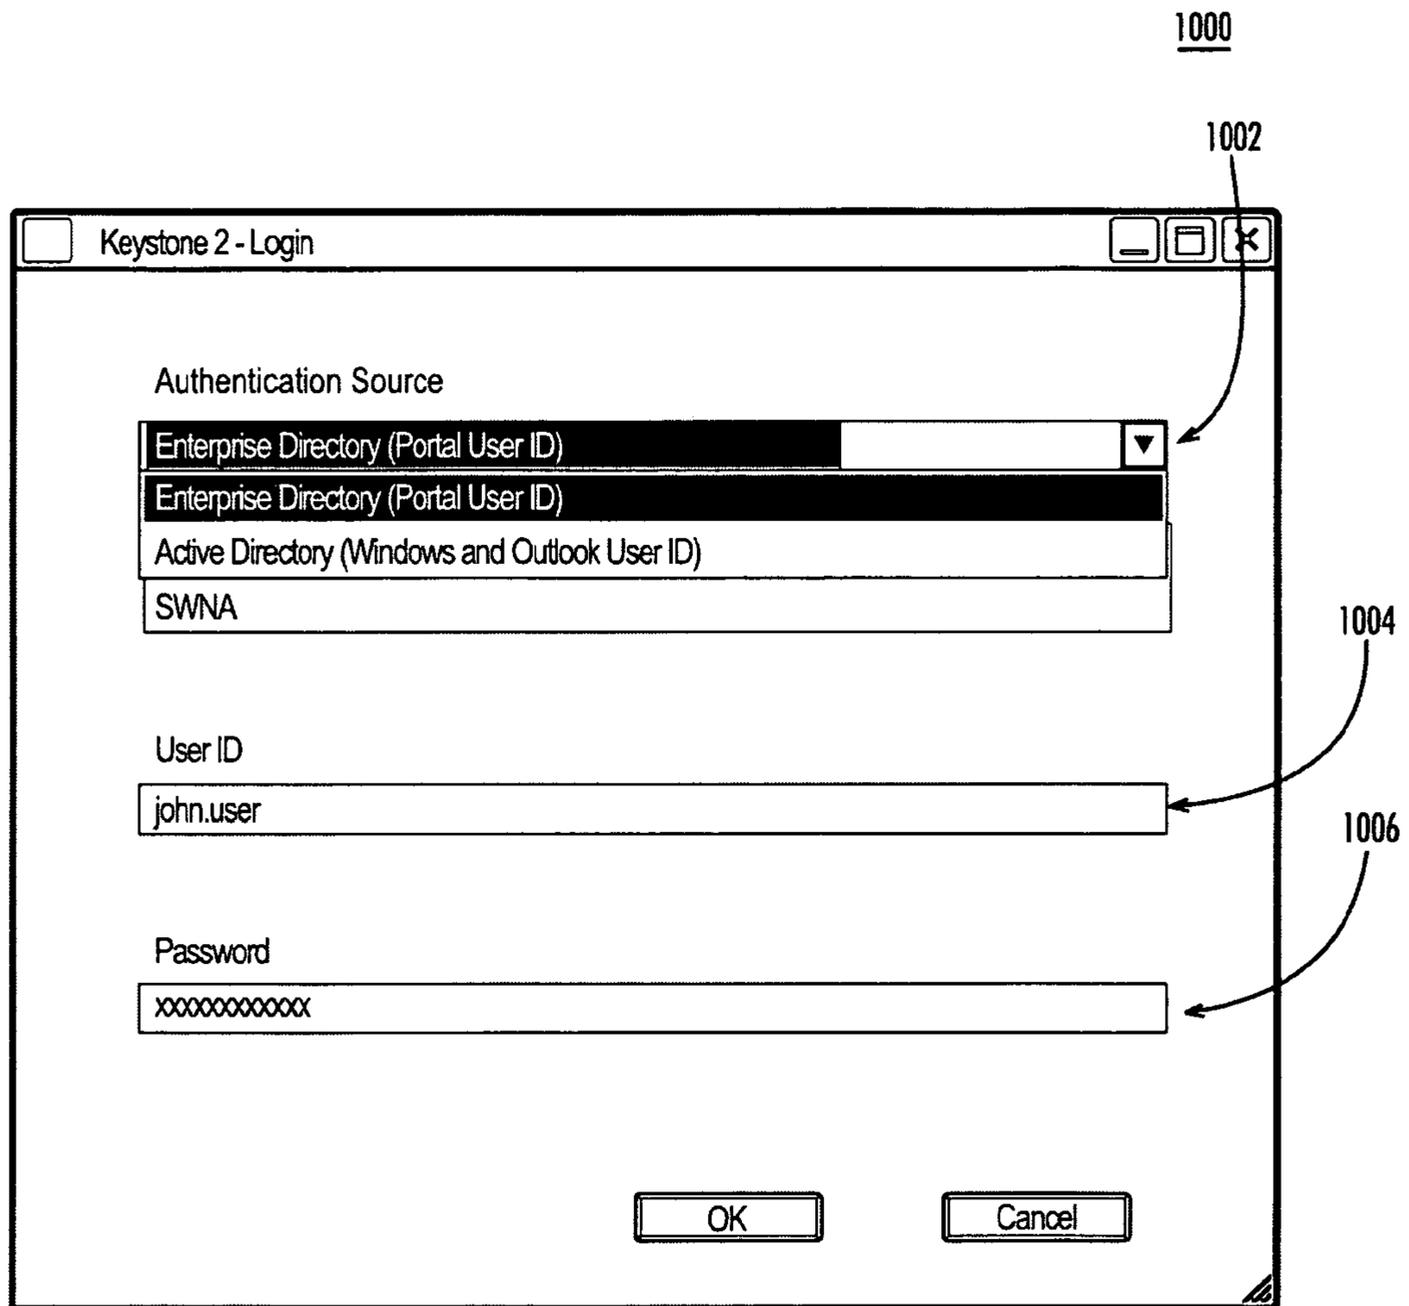 1000
1002
Keystone 2 - Login
Authentication Source
Enterprise Directory (Portal User ID)
Enterprise Directory (Portal User ID)
Active Directory (Windows and Outlook User ID)
SWNA
1004
User ID
john.user
1006
Password
XXXXXXXXXXXX
OK
Cancel